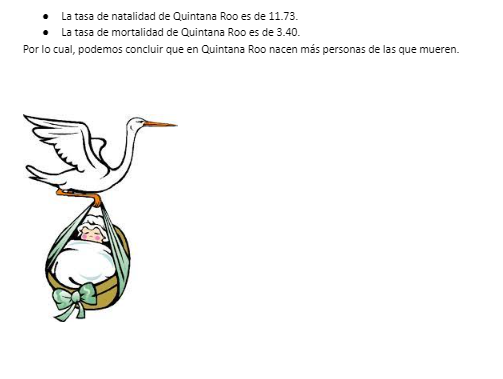 • La tasa de natalidad de Quintana Roo es de 11.73.
• La tasa de mortalidad de Quintana Roo es de 3.40.
Por lo cual, podemos concluir que en Quintana Roo nacen más personas de las que mueren.